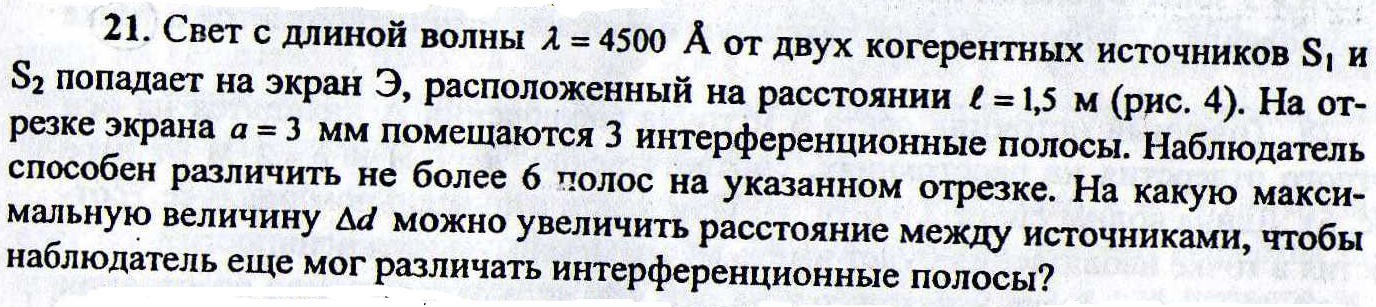 21. Свет с длиной волны λ = 4500 Å от двух когерентных источников S₁ и
S₂ попадает на экран Э, расположенный на расстоянии ℓ = 1,5 м (рис. 4). На от-
резке экрана a = 3 мм помещаются 3 интерференционные полосы. Наблюдатель
способен различить не более 6 полос на указанном отрезке. На какую макси-
мальную величину Δd можно увеличить расстояние между источниками, чтобы
наблюдатель еще мог различать интерференционные полосы?